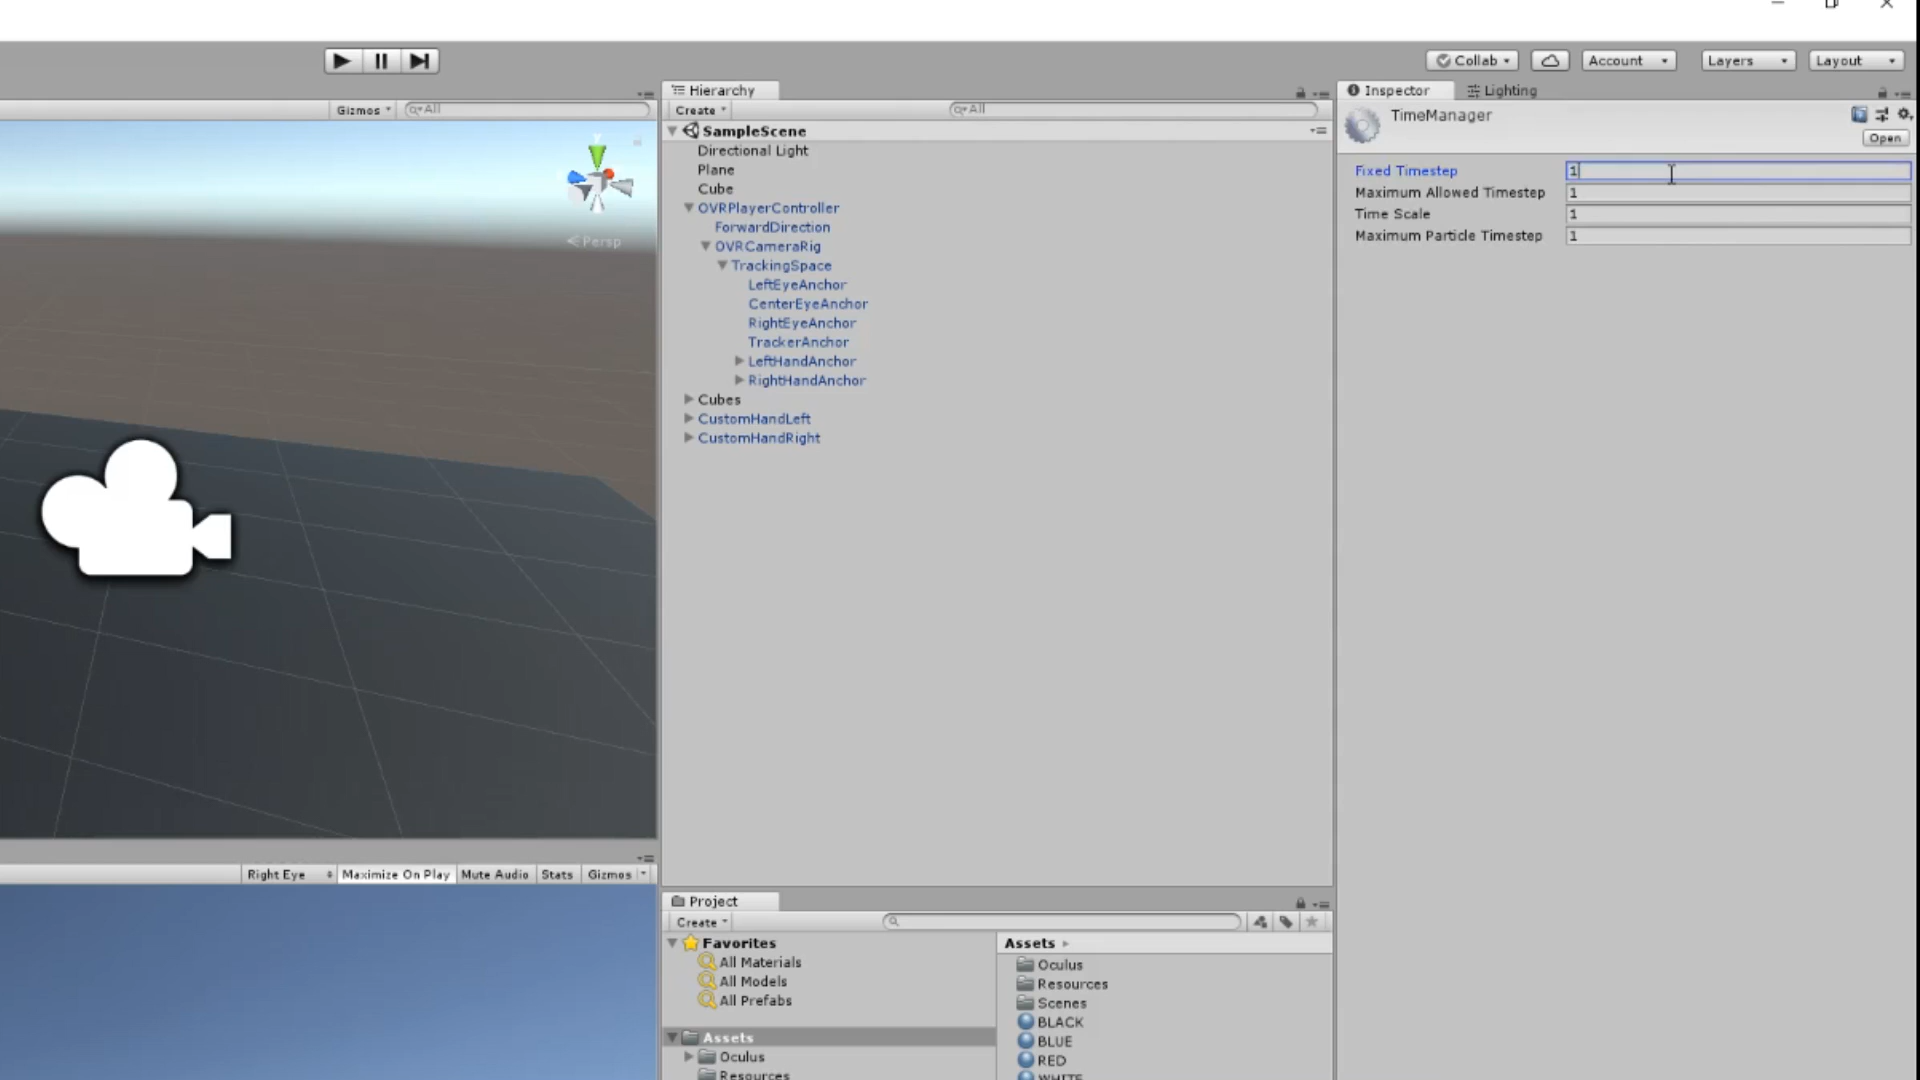 Collab
Account
Layers
Layout
Hierarchy
Inspector
Lighting
Gizmos
All
Create
All
TimeManager
Open
SampleScene
Directional Light
Plane
Cube
OVRPlayerController
ForwardDirection
OVRCameraRig
TrackingSpace
LeftEyeAnchor
CenterEyeAnchor
RightEyeAnchor
TrackerAnchor
LeftHandAnchor
RightHandAnchor
Cubes
CustomHandLeft
CustomHandRight
Fixed Timestep 1
Maximum Allowed Timestep 1
Time Scale 1
Maximum Particle Timestep 1
Y
Persp
Right Eye
Maximize On Play
Mute Audio
Stats
Gizmos
Project
Create
Favorites
All Materials
All Models
All Prefabs
Assets
Oculus
Resources
Assets
Oculus
Resources
Scenes
BLACK
BLUE
RED
WHITE